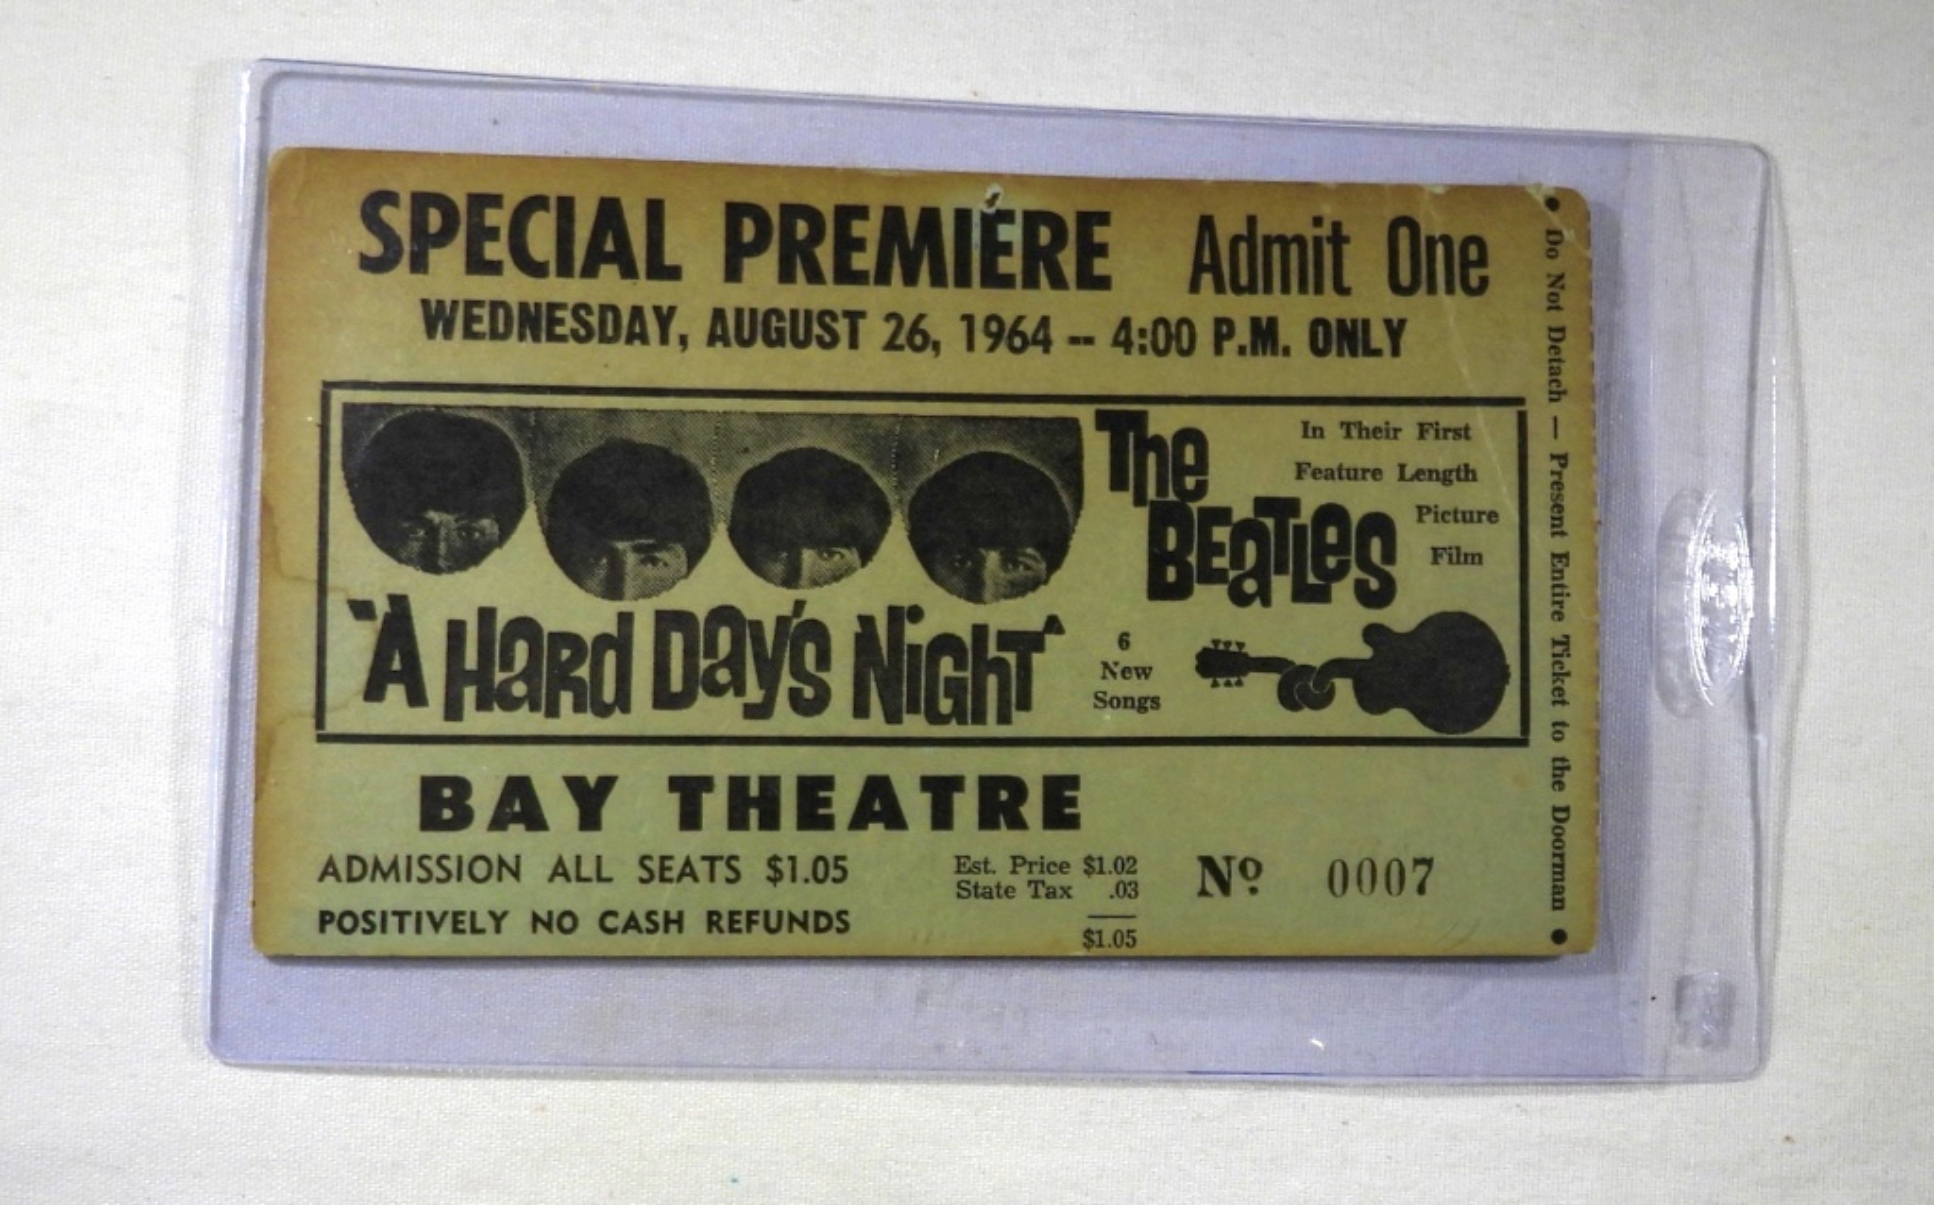 SPECIAL PREMIERE Admit One
WEDNESDAY, AUGUST 26, 1964 -- 4:00 P.M. ONLY
The
BEATLES
In Their First
Feature Length
Picture
Film
"A HARD DAY'S NIGHT"
6
New
Songs
BAY THEATRE
ADMISSION ALL SEATS $1.05
POSITIVELY NO CASH REFUNDS
Est. Price $1.02
State Tax .03
$1.05
Nº 0007
● Do Not Detach — Present Entire Ticket to the Doorman ●